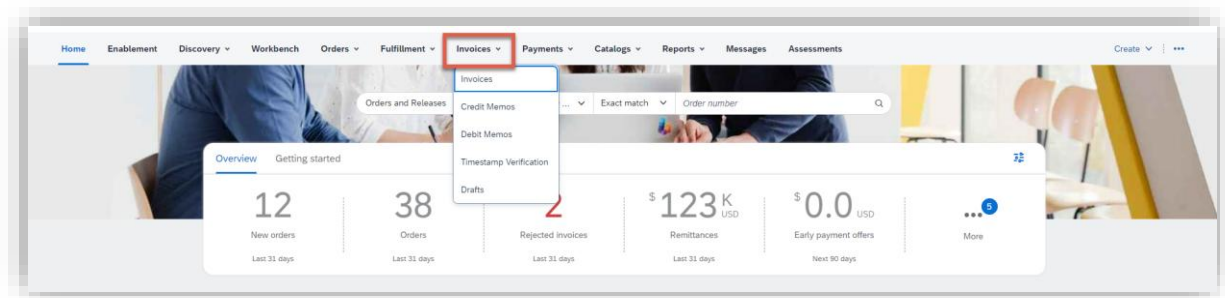 Home Enablement Discovery Workbench Orders Fulfillment Invoices Payments Catalogs Reports Messages Assessments Create
Invoices
Orders and Releases ... Exact match Order number
Credit Memos
Debit Memos
Overview Getting started
Timestamp Verification
Drafts
12 38 2 $ 123 K USD $ 0.0 USD ... 5
New orders Orders Rejected invoices Remittances Early payment offers More
Last 31 days Last 31 days Last 31 days Last 31 days Next 90 days